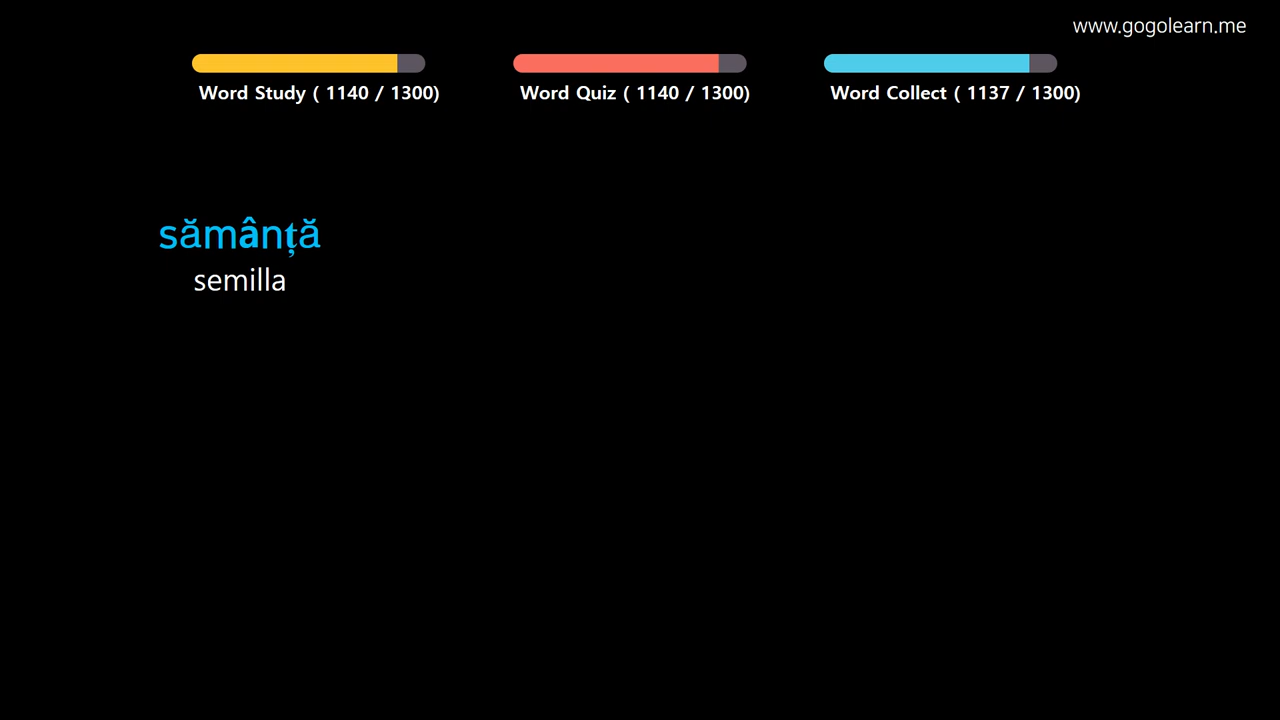 www.gogolearn.me
Word Study ( 1140 / 1300)
Word Quiz ( 1140 / 1300)
Word Collect ( 1137 / 1300)
sămânță
semilla